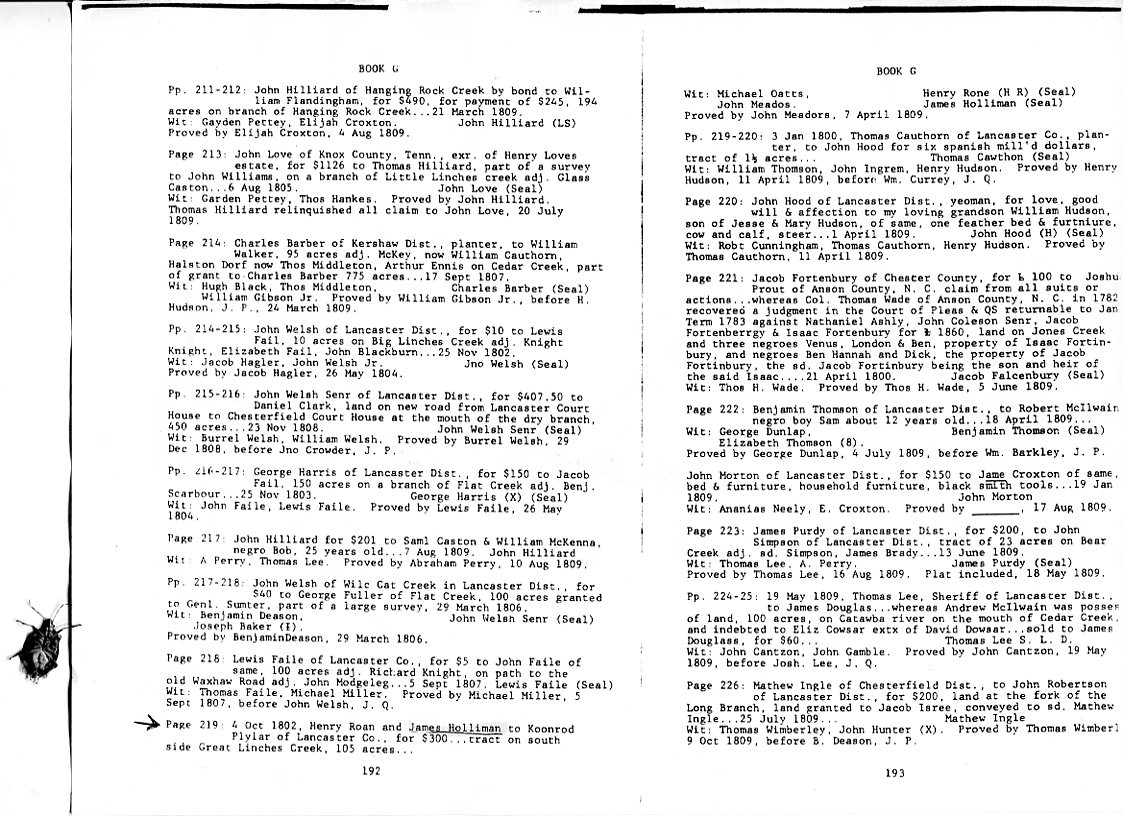 BOOK G
Pp. 211-212: John Hilliard of Hanging Rock Creek by bond to Wil-
liam Flandingham, for $490, for payment of $245, 194
acres on branch of Hanging Rock Creek...21 March 1809.
Wit: Gayden Pettey, Elijah Croxton. John Hilliard (LS)
Proved by Elijah Croxton, 4 Aug 1809.
Page 213: John Love of Knox County, Tenn., exr. of Henry Loves
estate, for $1126 to Thomas Hilliard, part of a survey
to John Williams, on a branch of Little Linches creek adj. Glass
Caston...6 Aug 1805. John Love (Seal)
Wit: Garden Pettey, Thos Hankes. Proved by John Hilliard.
Thomas Hilliard relinquished all claim to John Love, 20 July
1809.
Page 214: Charles Barber of Kershaw Dist., planter, to William
Walker, 95 acres adj. McKey, now William Cauthorn,
Halston Dorf now Thos Middleton, Arthur Ennis on Cedar Creek, part
of grant to Charles Barber 775 acres...17 Sept 1807.
Wit: Hugh Black, Thos Middleton. Charles Barber (Seal)
William Gibson Jr. Proved by William Gibson Jr., before H.
Hudson, J. P., 24 March 1809.
Pp. 214-215: John Welsh of Lancaster Dist., for $10 to Lewis
Fail, 10 acres on Big Linches Creek adj. Knight
Knight, Elizabeth Fail, John Blackburn...25 Nov 1802.
Wit: Jacob Hagler, John Welsh Jr. Jno Welsh (Seal)
Proved by Jacob Hagler, 26 May 1804.
Pp. 215-216: John Welsh Senr of Lancaster Dist., for $407.50 to
Daniel Clark, land on new road from Lancaster Court
House to Chesterfield Court House at the mouth of the dry branch,
450 acres...23 Nov 1808. John Welsh Senr (Seal)
Wit: Burrel Welsh, William Welsh. Proved by Burrel Welsh, 29
Dec 1808, before Jno Crowder, J. P.
Pp. 216-217: George Harris of Lancaster Dist., for $150 to Jacob
Fail, 150 acres on a branch of Flat Creek adj. Benj.
Scarbour...25 Nov 1803. George Harris (X) (Seal)
Wit: John Faile, Lewis Faile. Proved by Lewis Faile, 26 May
1804.
Page 217: John Hilliard for $201 to Saml Caston & William McKenna,
negro Bob, 25 years old...7 Aug 1809. John Hilliard
Wit: A Perry, Thomas Lee. Proved by Abraham Perry, 10 Aug 1809.
Pp. 217-218: John Welsh of Wilc Cat Creek in Lancaster Dist., for
$40 to George Fuller of Flat Creek, 100 acres granted
to Genl. Sumter, part of a large survey, 29 March 1806.
Wit: Benjamin Deason, John Welsh Senr (Seal)
Joseph Baker (I).
Proved by BenjaminDeason, 29 March 1806.
Page 218: Lewis Faile of Lancaster Co., for $5 to John Faile of
same, 100 acres adj. Richard Knight, on path to the
old Waxhaw Road adj. John Modgeleg...5 Sept 1807. Lewis Faile (Seal)
Wit: Thomas Faile, Michael Miller. Proved by Michael Miller, 5
Sept 1807, before John Welsh, J. Q.
Page 219: 4 Oct 1802, Henry Roan and James Holliman to Koonrod
Plylar of Lancaster Co., for $300...tract on south
side Great Linches Creek, 105 acres...
192
BOOK G
Wit: Michael Oatts, Henry Rone (H R) (Seal)
John Meados. James Holliman (Seal)
Proved by John Meadors, 7 April 1809.
Pp. 219-220: 3 Jan 1800, Thomas Cauthorn of Lancaster Co., plan-
ter, to John Hood for six spanish mill'd dollars,
tract of 1½ acres... Thomas Cawthon (Seal)
Wit: William Thomson, John Ingrem, Henry Hudson. Proved by Henry
Hudson, 11 April 1809, before Wm. Currey, J. Q.
Page 220: John Hood of Lancaster Dist., yeoman, for love, good
will & affection to my loving grandson William Hudson,
son of Jesse & Mary Hudson, of same, one feather bed & furtniure,
cow and calf, steer...1 April 1809. John Hood (H) (Seal)
Wit: Robt Cunningham, Thomas Cauthorn, Henry Hudson. Proved by
Thomas Cauthorn, 11 April 1809.
Page 221: Jacob Fortenbury of Chester County, for Ł 100 to Joshu
Prout of Anson County, N. C. claim from all suits or
actions...whereas Col. Thomas Wade of Anson County, N. C. in 1782
recovered a judgment in the Court of Pleas & QS returnable to Jan
Term 1783 against Nathaniel Ashly, John Coleson Senr, Jacob
Fortenberrgy & Isaac Fortenbury for Ł 1860, land on Jones Creek
and three negroes Venus, London & Ben, property of Isaac Fortin-
bury, and negroes Ben Hannah and Dick, the property of Jacob
Fortinbury, the sd. Jacob Fortinbury being the son and heir of
the said Isaac....21 April 1800. Jacob Falcenbury (Seal)
Wit: Thos H. Wade. Proved by Thos H. Wade, 5 June 1809.
Page 222: Benjamin Thomson of Lancaster Dist., to Robert McIlwain
negro boy Sam about 12 years old...18 April 1809...
Wit: George Dunlap, Benjamin Thomson (Seal)
Elizabeth Thomson (8).
Proved by George Dunlap, 4 July 1809, before Wm. Barkley, J. P.
John Morton of Lancaster Dist., for $150 to Jame Croxton of same,
bed & furniture, household furniture, black smith tools...19 Jan
1809. John Morton
Wit: Ananias Neely, E. Croxton. Proved by ______, 17 Aug 1809.
Page 223: James Purdy of Lancaster Dist., for $200, to John
Simpson of Lancaster Dist., tract of 23 acres on Bear
Creek adj. sd. Simpson, James Brady...13 June 1809.
Wit: Thomas Lee, A. Perry. James Purdy (Seal)
Proved by Thomas Lee, 16 Aug 1809. Plat included, 18 May 1809.
Pp. 224-25: 19 May 1809, Thomas Lee, Sheriff of Lancaster Dist.,
to James Douglas...whereas Andrew McIlwain was posses
of land, 100 acres, on Catawba river on the mouth of Cedar Creek,
and indebted to Eliz Cowsar extx of David Dowsar...sold to James
Douglass, for $60... Thomas Lee S. L. D.
Wit: John Cantzon, John Gamble. Proved by John Cantzon, 19 May
1809, before Josh. Lee, J. Q.
Page 226: Mathew Ingle of Chesterfield Dist., to John Robertson
of Lancaster Dist., for $200, land at the fork of the
Long Branch, land granted to Jacob Isree, conveyed to sd. Mathew
Ingle...25 July 1809... Mathew Ingle
Wit: Thomas Wimberley, John Hunter (X). Proved by Thomas Wimberl
9 Oct 1809, before B. Deason, J. P.
193